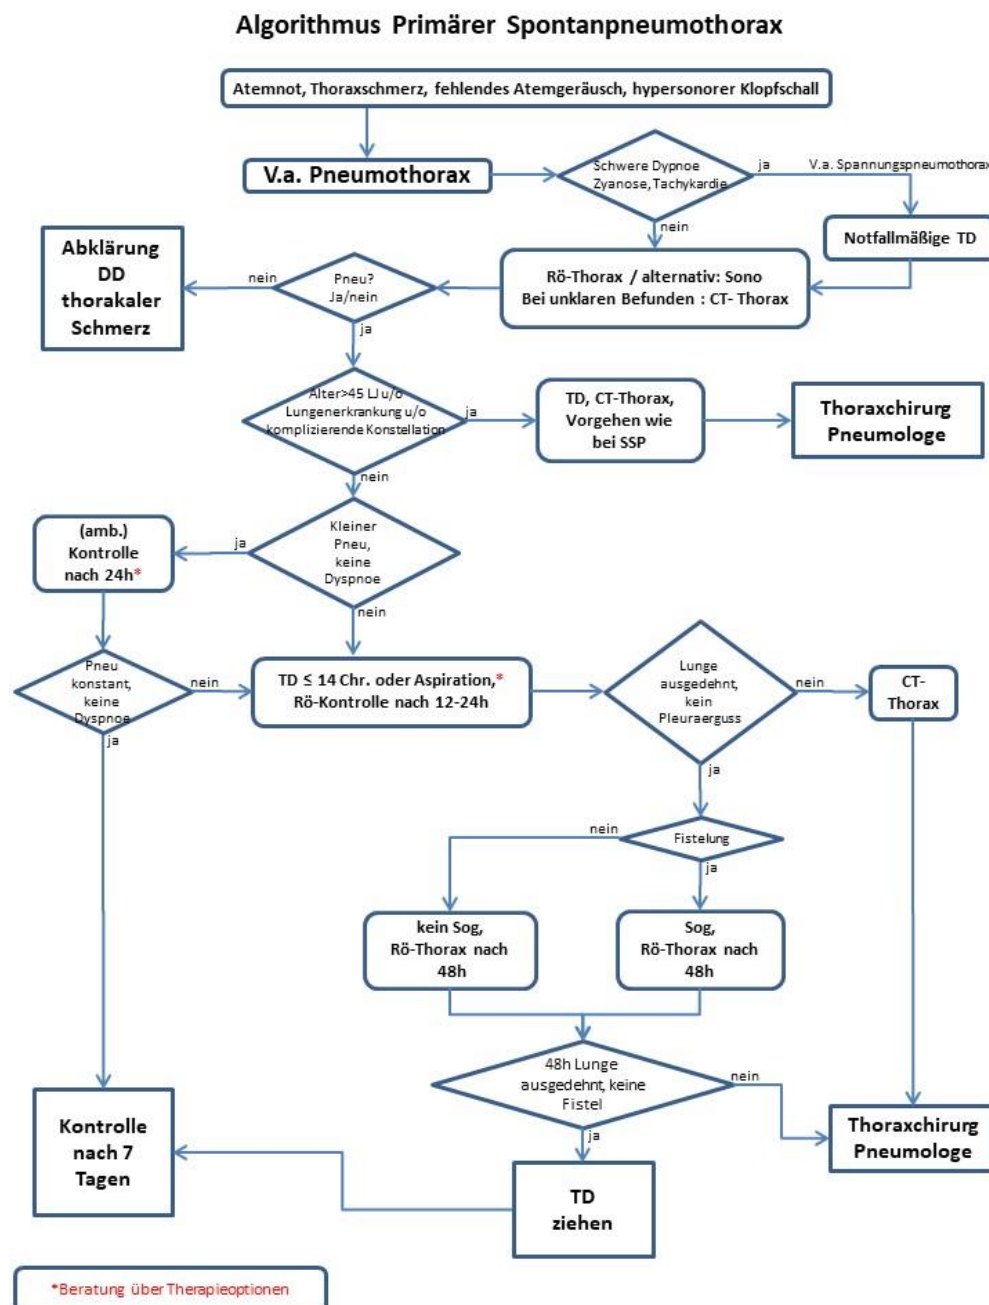 Algorithmus Primärer Spontanpneumothorax
Atemnot, Thoraxschmerz, fehlendes Atemgeräusch, hypersonorer Klopfschall
V.a. Pneumothorax
Schwere Dypnoe
Zyanose, Tachykardie
ja
V.a. Spannungspneumothorax
nein
Notfallmäßige TD
Rö-Thorax / alternativ: Sono
Bei unklaren Befunden : CT- Thorax
Pneu?
Ja/nein
nein
Abklärung
DD
thorakaler
Schmerz
ja
Alter>45 LJ u/o
Lungenerkrankung u/o
komplizierende Konstellation
ja
TD, CT-Thorax,
Vorgehen wie
bei SSP
Thoraxchirurg
Pneumologe
nein
Kleiner
Pneu,
keine
Dyspnoe
ja
(amb.)
Kontrolle
nach 24h*
nein
Pneu
konstant,
keine
Dyspnoe
nein
ja
TD ≤ 14 Chr. oder Aspiration,*
Rö-Kontrolle nach 12-24h
Lunge
ausgedehnt,
kein
Pleuraerguss
nein
CT-
Thorax
ja
Fistelung
nein
ja
kein Sog,
Rö-Thorax nach
48h
Sog,
Rö-Thorax nach
48h
48h Lunge
ausgedehnt, keine
Fistel
nein
ja
Thoraxchirurg
Pneumologe
Kontrolle
nach 7
Tagen
TD
ziehen
*Beratung über Therapieoptionen